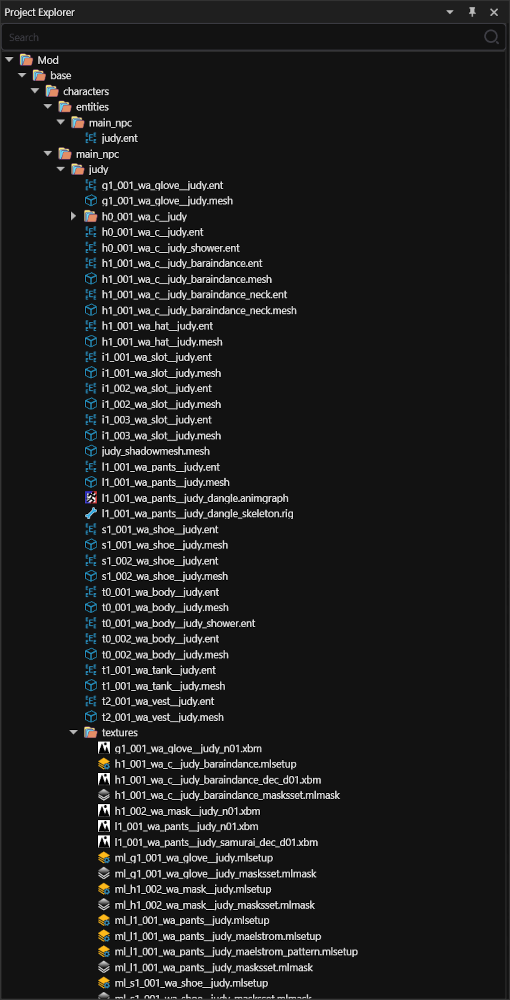 Project Explorer
Search
Mod
base
characters
entities
main_npc
judy.ent
main_npc
judy
g1_001_wa_glove__judy.ent
g1_001_wa_glove__judy.mesh
h0_001_wa_c__judy
h0_001_wa_c__judy.ent
h0_001_wa_c__judy_shower.ent
h1_001_wa_c__judy_baraindance.ent
h1_001_wa_c__judy_baraindance.mesh
h1_001_wa_c__judy_baraindance_neck.ent
h1_001_wa_c__judy_baraindance_neck.mesh
h1_001_wa_hat__judy.ent
h1_001_wa_hat__judy.mesh
i1_001_wa_slot__judy.ent
i1_001_wa_slot__judy.mesh
i1_002_wa_slot__judy.ent
i1_002_wa_slot__judy.mesh
i1_003_wa_slot__judy.ent
i1_003_wa_slot__judy.mesh
judy_shadowmesh.mesh
l1_001_wa_pants__judy.ent
l1_001_wa_pants__judy.mesh
l1_001_wa_pants__judy_dangle.animgraph
l1_001_wa_pants__judy_dangle_skeleton.rig
s1_001_wa_shoe__judy.ent
s1_001_wa_shoe__judy.mesh
s1_002_wa_shoe__judy.ent
s1_002_wa_shoe__judy.mesh
t0_001_wa_body__judy.ent
t0_001_wa_body__judy.mesh
t0_001_wa_body__judy_shower.ent
t0_002_wa_body__judy.ent
t0_002_wa_body__judy.mesh
t1_001_wa_tank__judy.ent
t1_001_wa_tank__judy.mesh
t2_001_wa_vest__judy.ent
t2_001_wa_vest__judy.mesh
textures
g1_001_wa_glove__judy_n01.xbm
h1_001_wa_c__judy_baraindance.mlsetup
h1_001_wa_c__judy_baraindance_dec_d01.xbm
h1_001_wa_c__judy_baraindance_masksset.mlmask
h1_002_wa_mask__judy_n01.xbm
l1_001_wa_pants__judy_n01.xbm
l1_001_wa_pants__judy_samurai_dec_d01.xbm
ml_g1_001_wa_glove__judy.mlsetup
ml_g1_001_wa_glove__judy_masksset.mlmask
ml_h1_002_wa_mask__judy.mlsetup
ml_h1_002_wa_mask__judy_masksset.mlmask
ml_l1_001_wa_pants__judy.mlsetup
ml_l1_001_wa_pants__judy_maelstrom.mlsetup
ml_l1_001_wa_pants__judy_maelstrom_pattern.mlsetup
ml_l1_001_wa_pants__judy_masksset.mlmask
ml_s1_001_wa_shoe__judy.mlsetup
ml_s1_001_wa_shoe__judy_masksset.mlmask